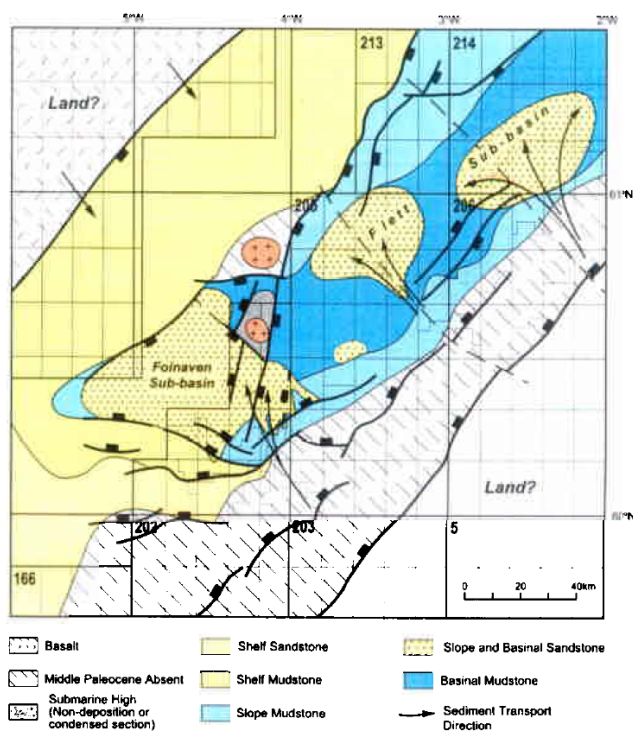 5°W 4°W 3°W 2°W
213 214
Land?
Sub-basin
61°N
205 206
Flett
Foinaven
Sub-basin
Land?
60°N
202 203 5
166
0 20 40km
Basalt
Shelf Sandstone
Slope and Basinal Sandstone
Middle Paleocene Absent
Shelf Mudstone
Basinal Mudstone
Submarine High
(Non-deposition or
condensed section)
Slope Mudstone
Sediment Transport
Direction